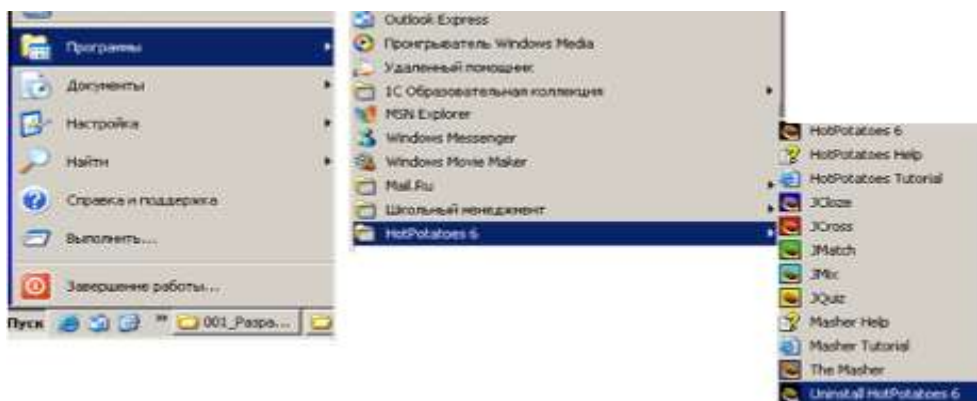 Программы
Документы
Настройка
Найти
Справка и поддержка
Выполнить...
Завершение работы...
Пуск
001_Разра...
Outlook Express
Проигрыватель Windows Media
Удаленный помощник
1С Образовательная коллекция
MSN Explorer
Windows Messenger
Windows Movie Maker
Mail.Ru
Школьный менеджмент
HotPotatoes 6
HotPotatoes 6
HotPotatoes Help
HotPotatoes Tutorial
JCloze
JCross
JMatch
JMix
JQuiz
Masher Help
Masher Tutorial
The Masher
Uninstall HotPotatoes 6